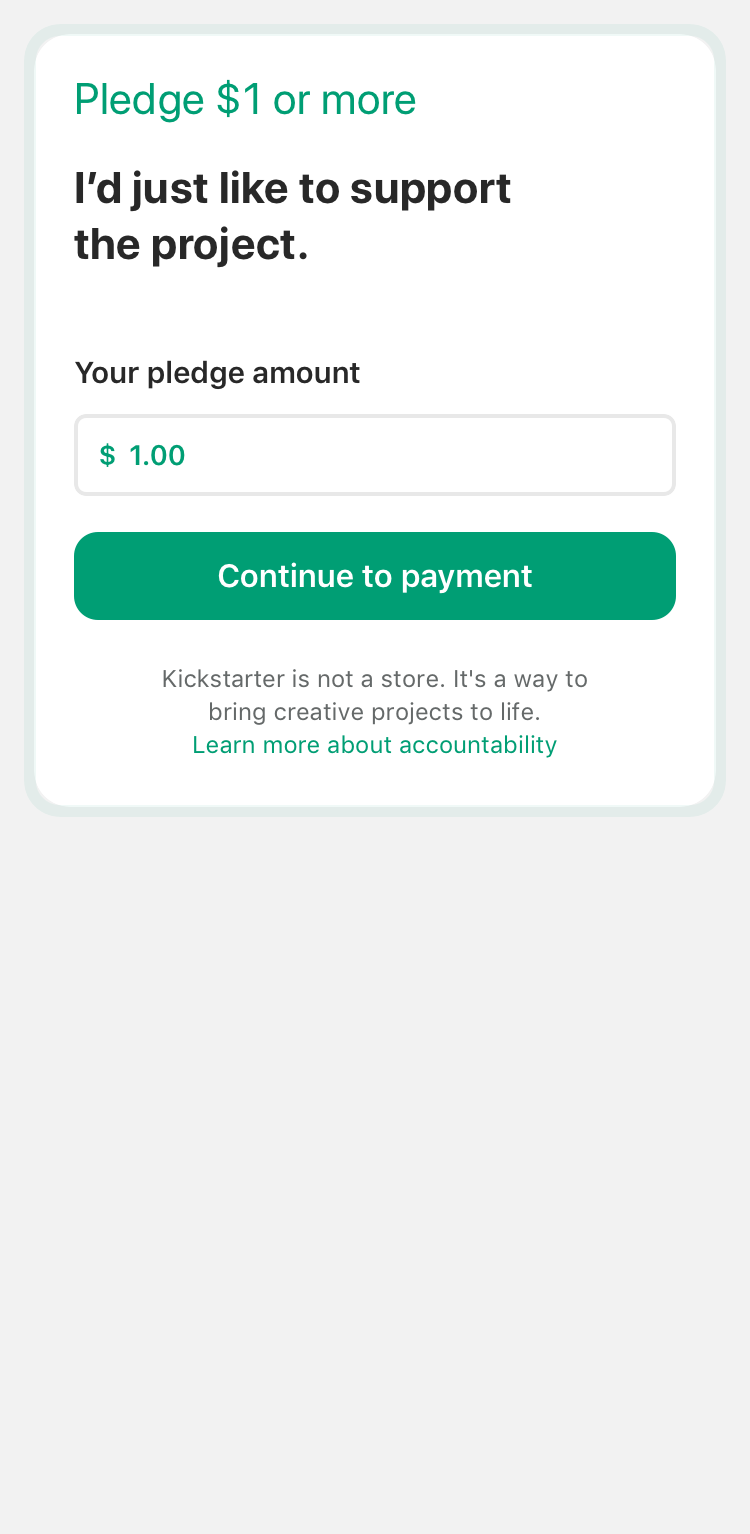 Pledge $1 or more
I’d just like to support
the project.
Your pledge amount
$ 1.00
Continue to payment
Kickstarter is not a store. It's a way to
bring creative projects to life.
Learn more about accountability